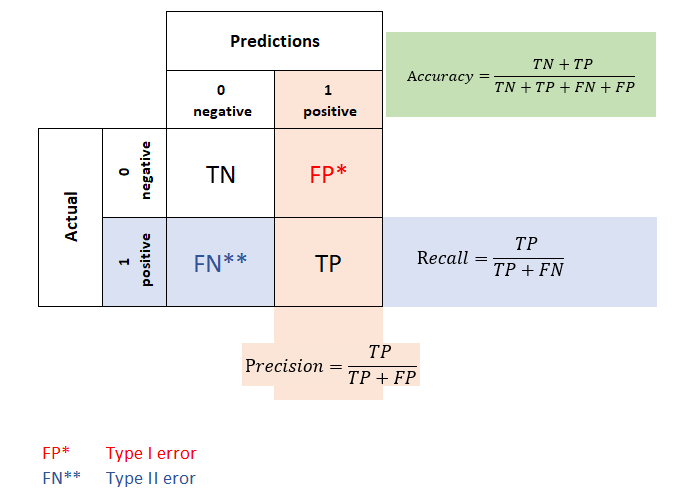 Predictions
0
negative
1
positive
Accuracy = TN + TP / TN + TP + FN + FP
Actual
0
negative
TN
FP*
1
positive
FN**
TP
Recall = TP / TP + FN
Precision = TP / TP + FP
FP* Type I error
FN** Type II eror